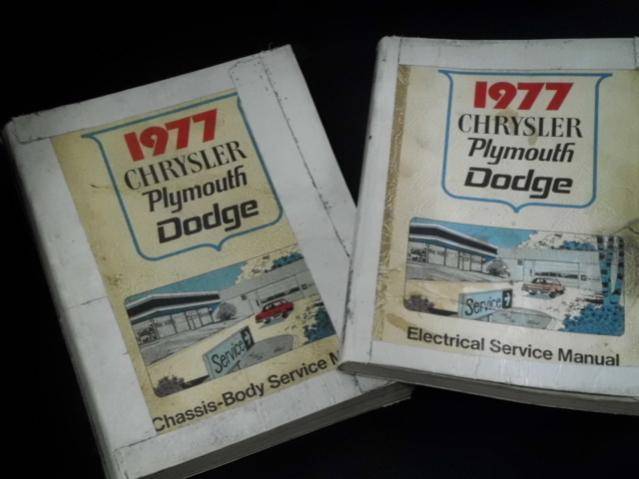 1977
CHRYSLER
Plymouth
Dodge
Service
Chassis-Body Service M
1977
CHRYSLER
Plymouth
Dodge
Service
Electrical Service Manual